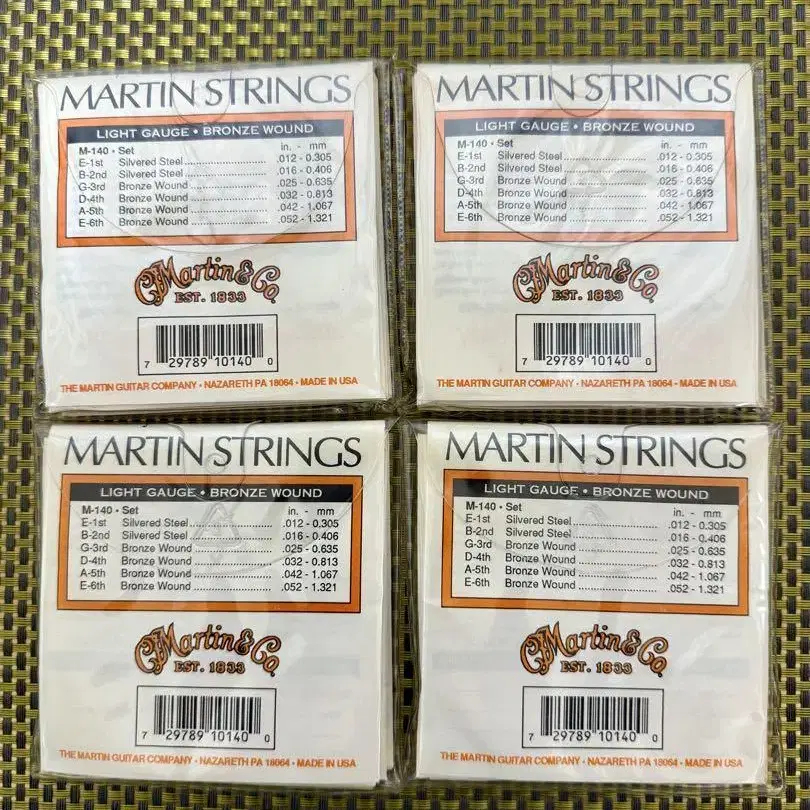 MARTIN STRINGS
LIGHT GAUGE • BRONZE WOUND
M-140 • Set in. - mm
E-1st Silvered Steel .012 - 0.305
B-2nd Silvered Steel .016 - 0.406
G-3rd Bronze Wound .025 - 0.635
D-4th Bronze Wound .032 - 0.813
A-5th Bronze Wound .042 - 1.067
E-6th Bronze Wound .052 - 1.321
CF Martin & Co.
EST. 1833
7 29789 10140 0
THE MARTIN GUITAR COMPANY • NAZARETH PA 18064 • MADE IN USA
MARTIN STRINGS
LIGHT GAUGE • BRONZE WOUND
M-140 • Set in. - mm
E-1st Silvered Steel .012 - 0.305
B-2nd Silvered Steel .016 - 0.406
G-3rd Bronze Wound .025 - 0.635
D-4th Bronze Wound .032 - 0.813
A-5th Bronze Wound .042 - 1.067
E-6th Bronze Wound .052 - 1.321
CF Martin & Co.
EST. 1833
7 29789 10140 0
THE MARTIN GUITAR COMPANY • NAZARETH PA 18064 • MADE IN USA
MARTIN STRINGS
LIGHT GAUGE • BRONZE WOUND
M-140 • Set in. - mm
E-1st Silvered Steel .012 - 0.305
B-2nd Silvered Steel .016 - 0.406
G-3rd Bronze Wound .025 - 0.635
D-4th Bronze Wound .032 - 0.813
A-5th Bronze Wound .042 - 1.067
E-6th Bronze Wound .052 - 1.321
CF Martin & Co.
EST. 1833
7 29789 10140 0
THE MARTIN GUITAR COMPANY • NAZARETH PA 18064 • MADE IN USA
MARTIN STRINGS
LIGHT GAUGE • BRONZE WOUND
M-140 • Set in. - mm
E-1st Silvered Steel .012 - 0.305
B-2nd Silvered Steel .016 - 0.406
G-3rd Bronze Wound .025 - 0.635
D-4th Bronze Wound .032 - 0.813
A-5th Bronze Wound .042 - 1.067
E-6th Bronze Wound .052 - 1.321
CF Martin & Co.
EST. 1833
7 29789 10140 0
THE MARTIN GUITAR COMPANY • NAZARETH PA 18064 • MADE IN USA